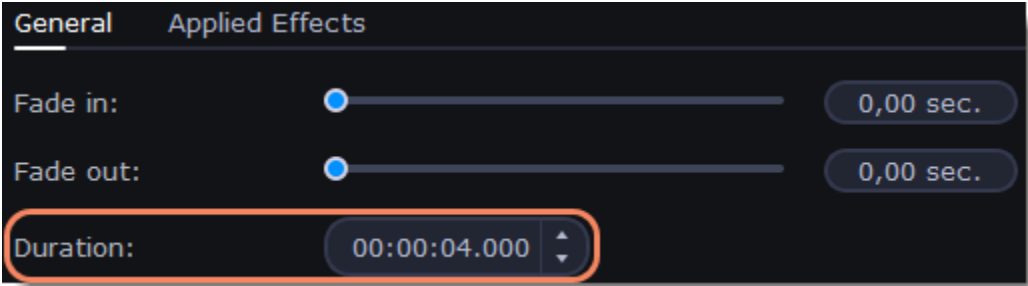 General Applied Effects
Fade in: 0,00 sec.
Fade out: 0,00 sec.
Duration: 00:00:04.000